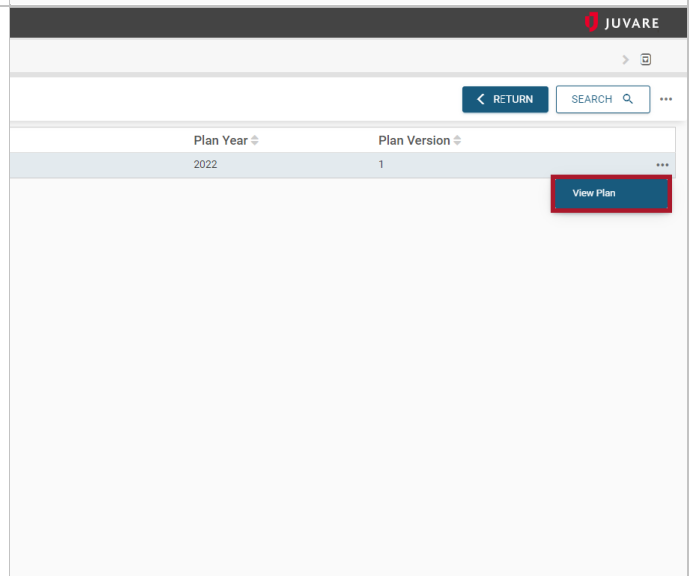 JUVARE
RETURN
SEARCH
Plan Year
Plan Version
2022
1
View Plan